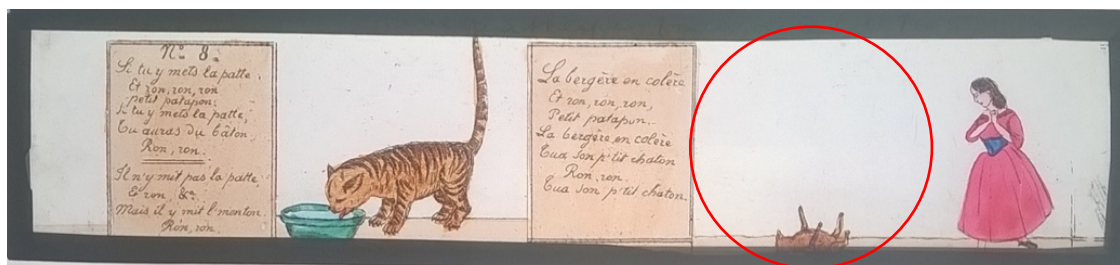 No 8.
Si tu y mets la patte,
Et ron, ron, ron
petit patapon;
Si tu y mets la patte,
Tu auras du bâton.
Ron, ron.
Il n'y mit pas la patte,
Et ron, &a.
Mais il y mit l'menton.
Ron, ron.
La bergère en colère
Et ron, ron, ron,
Petit patapon.
La bergère en colère
Tua son p'tit chaton
Ron, ron.
Tua son p'tit chaton.